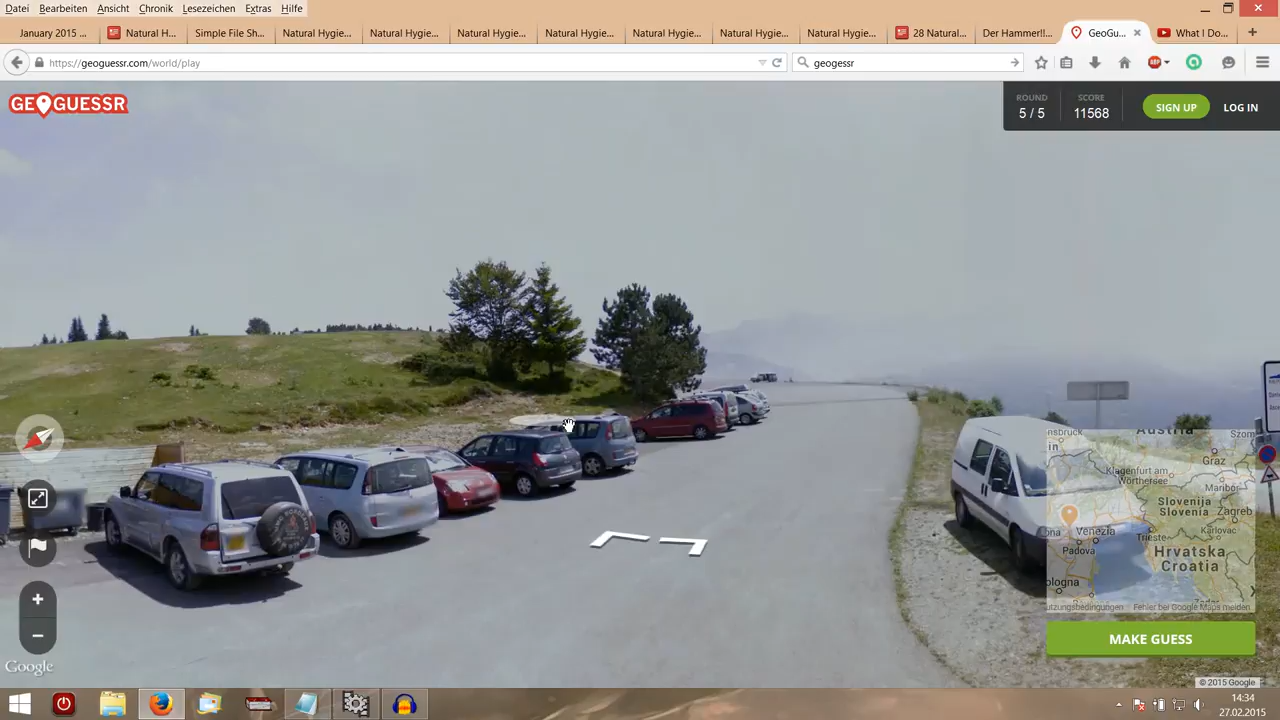 Datei Bearbeiten Ansicht Chronik Lesezeichen Extras Hilfe
January 2015 ... Natural H... Simple File Sh... Natural Hygie... Natural Hygie... Natural Hygie... Natural Hygie... Natural Hygie... Natural Hygie... Natural Hygie... 28 Natural... Der Hammer!!... GeoGu... What I Do...
https://geoguessr.com/world/play geogessr
GEOGUESSR
ROUND SCORE
5 / 5 11568
SIGN UP LOG IN
Austria
Graz
Klagenfurt am
Wörthersee
Maribor
Slovenija
Slovenia
Zagreb
Karlovac
Venezia
Trieste
Padova
Hrvatska
Croatia
Fehler bei Google Maps melden
MAKE GUESS
Google
© 2015 Google
14:34
27.02.2015